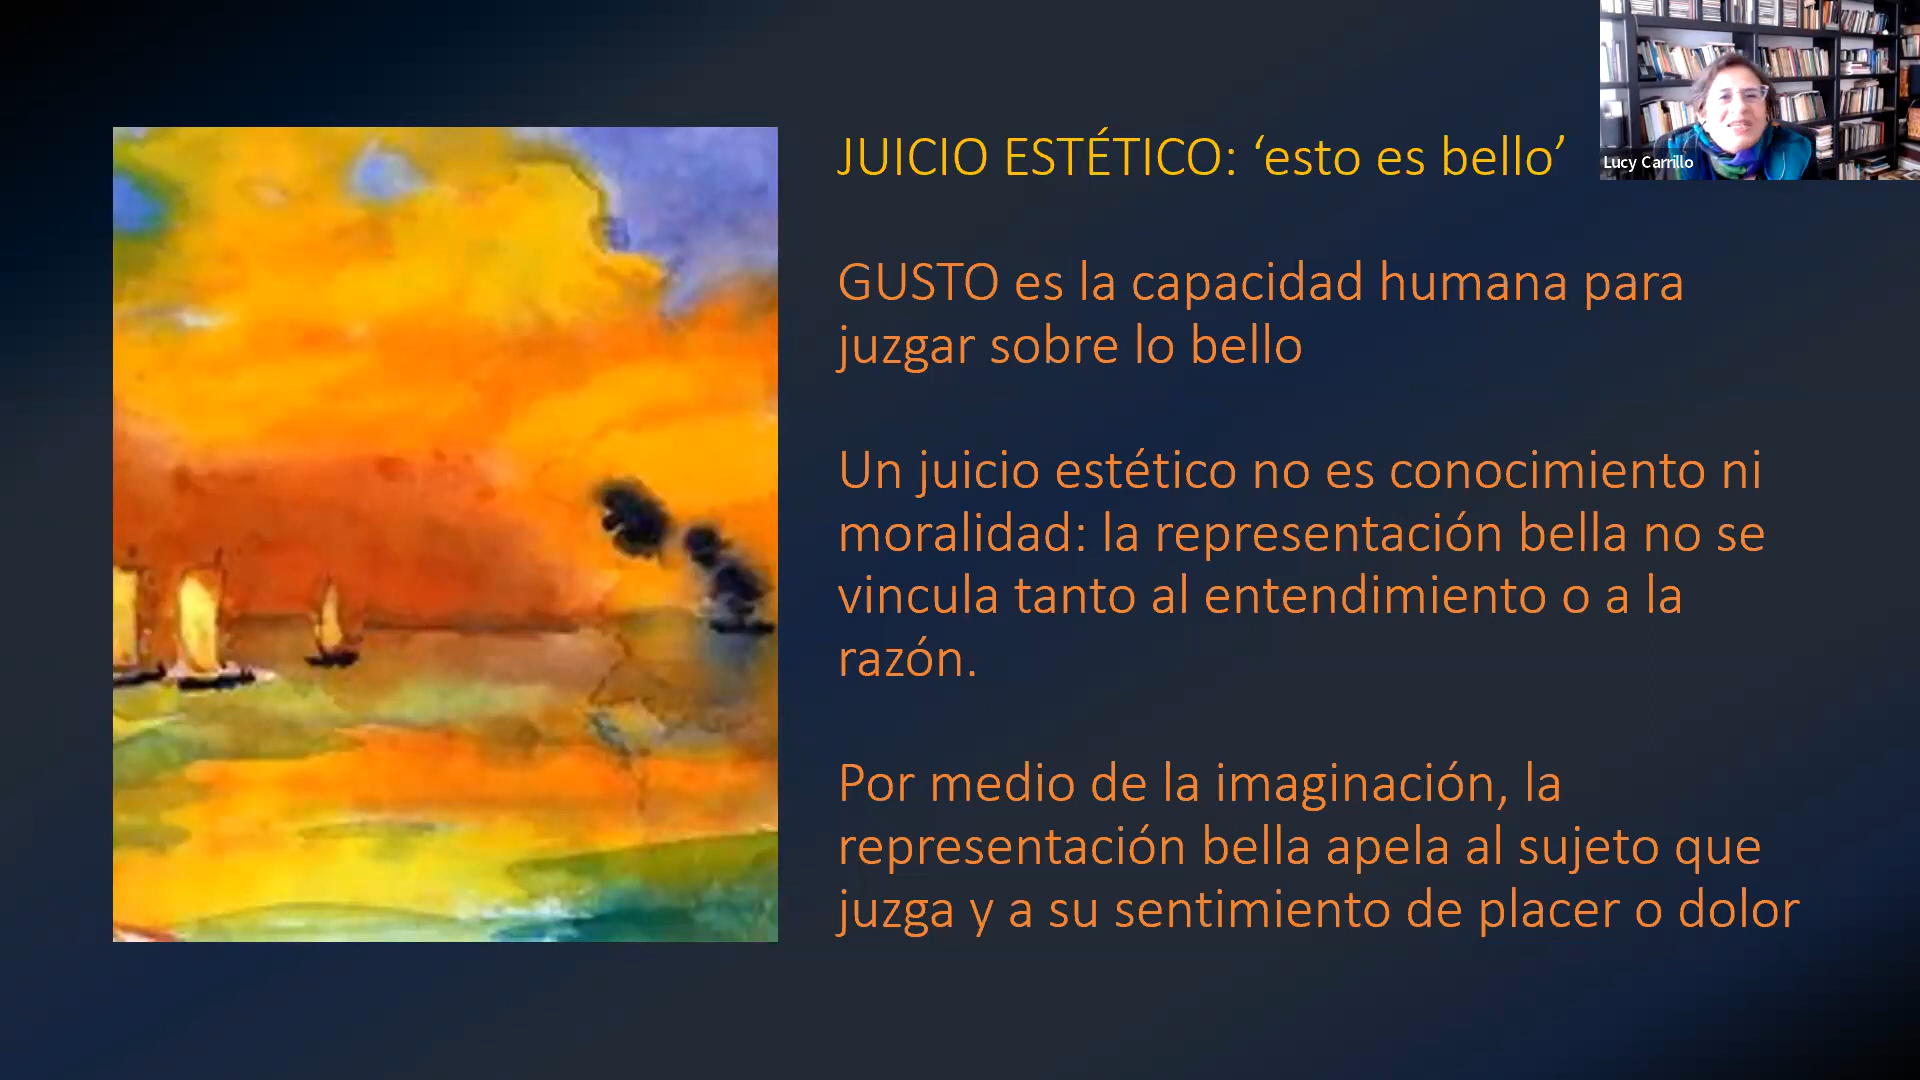 JUICIO ESTÉTICO: ‘esto es bello’
Lucy Carrillo
GUSTO es la capacidad humana para
juzgar sobre lo bello
Un juicio estético no es conocimiento ni
moralidad: la representación bella no se
vincula tanto al entendimiento o a la
razón.
Por medio de la imaginación, la
representación bella apela al sujeto que
juzga y a su sentimiento de placer o dolor